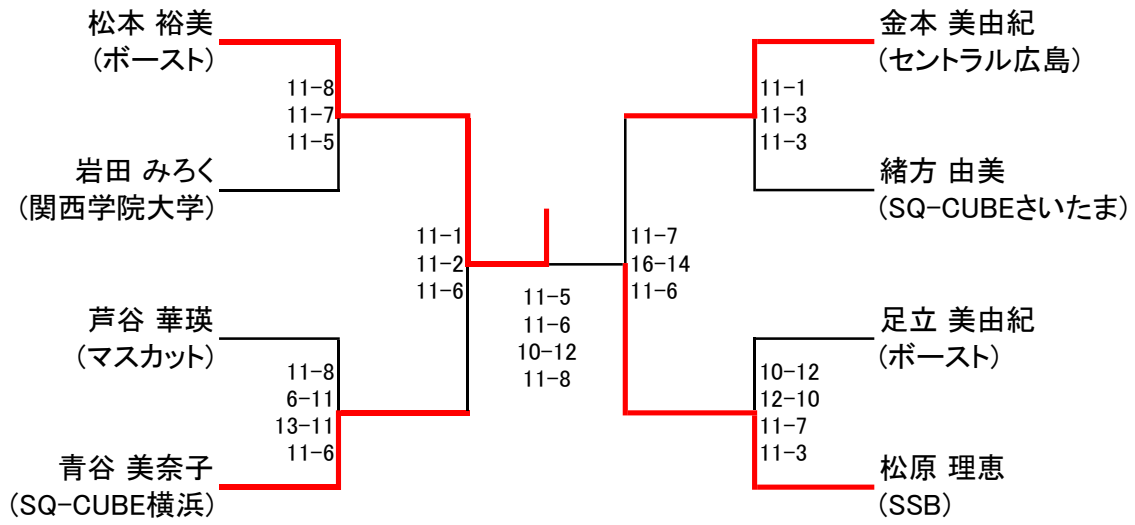 松本 裕美
(ボースト)
11-8
11-7
11-5
岩田 みろく
(関西学院大学)
11-1
11-2
11-6
芦谷 華瑛
(マスカット)
11-8
6-11
13-11
11-6
青谷 美奈子
(SQ-CUBE横浜)
11-5
11-6
10-12
11-8
金本 美由紀
(セントラル広島)
11-1
11-3
11-3
緒方 由美
(SQ-CUBEさいたま)
11-7
16-14
11-6
足立 美由紀
(ボースト)
10-12
12-10
11-7
11-3
松原 理恵
(SSB)